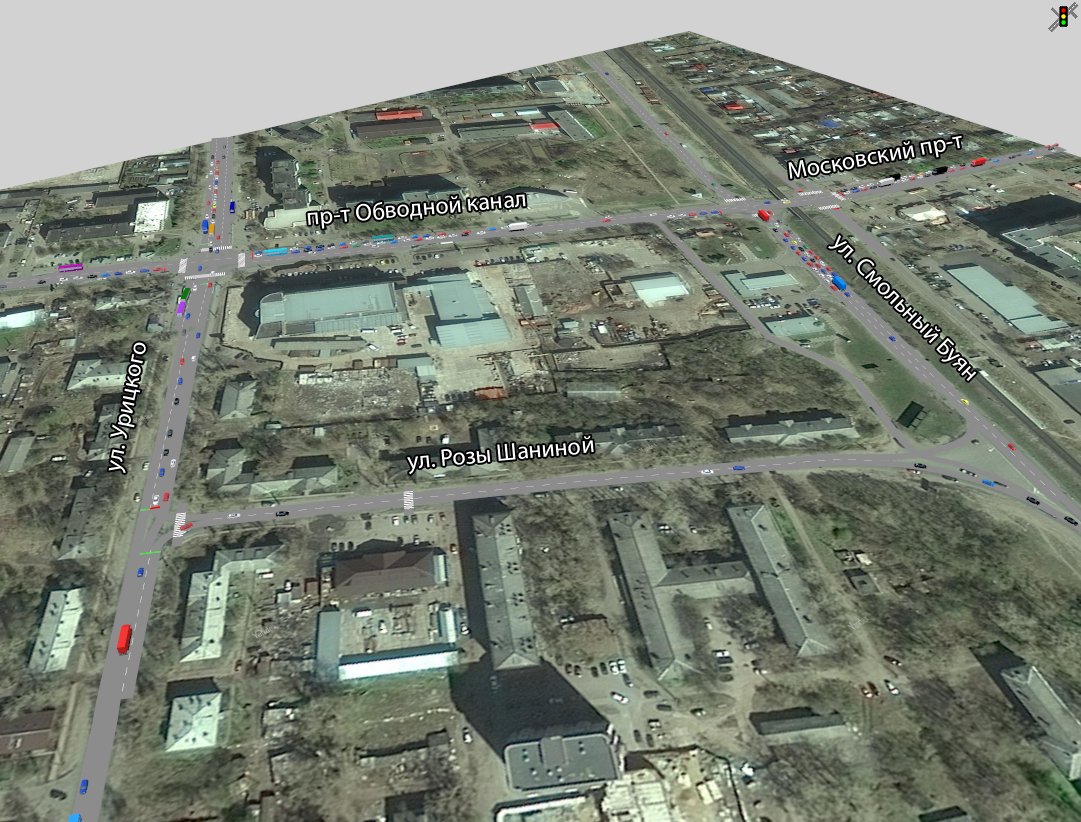 Московский пр-т
пр-т Обводной канал
ул. Смольный Буян
ул. Урицкого
ул. Розы Шаниной